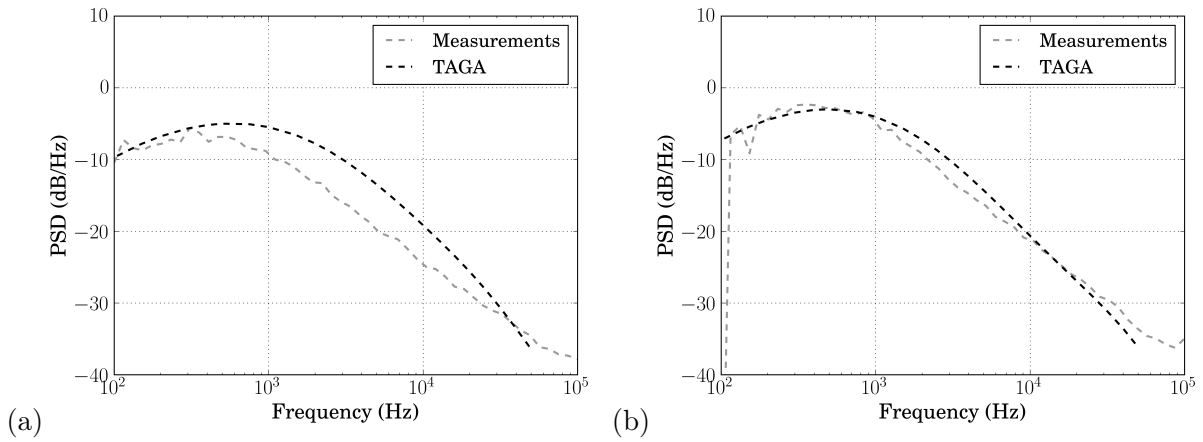 10
0
−10
−20
−30
−40
PSD (dB/Hz)
Measurements
TAGA
10² 10³ 10⁴ 10⁵
Frequency (Hz)
(a)
10
0
−10
−20
−30
−40
PSD (dB/Hz)
Measurements
TAGA
10² 10³ 10⁴ 10⁵
Frequency (Hz)
(b)